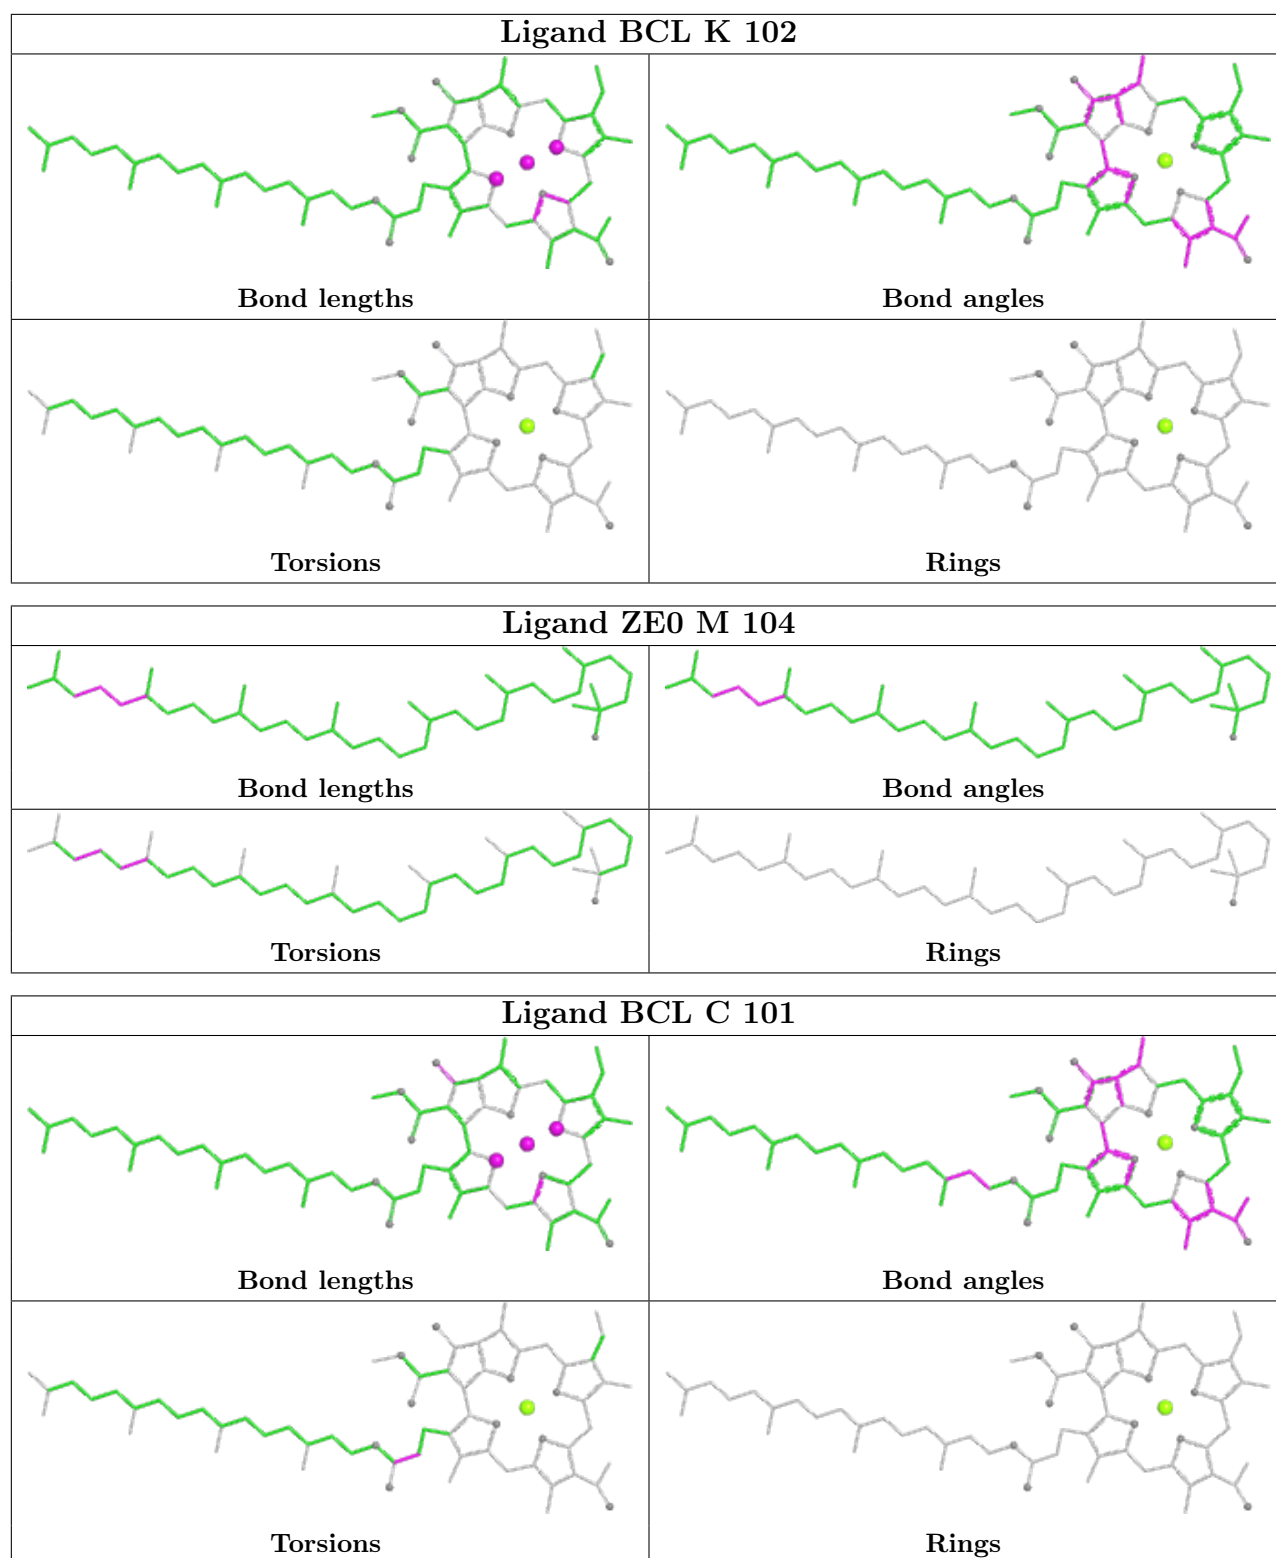 Ligand BCL K 102
Bond lengths
Bond angles
Torsions
Rings
Ligand ZE0 M 104
Bond lengths
Bond angles
Torsions
Rings
Ligand BCL C 101
Bond lengths
Bond angles
Torsions
Rings